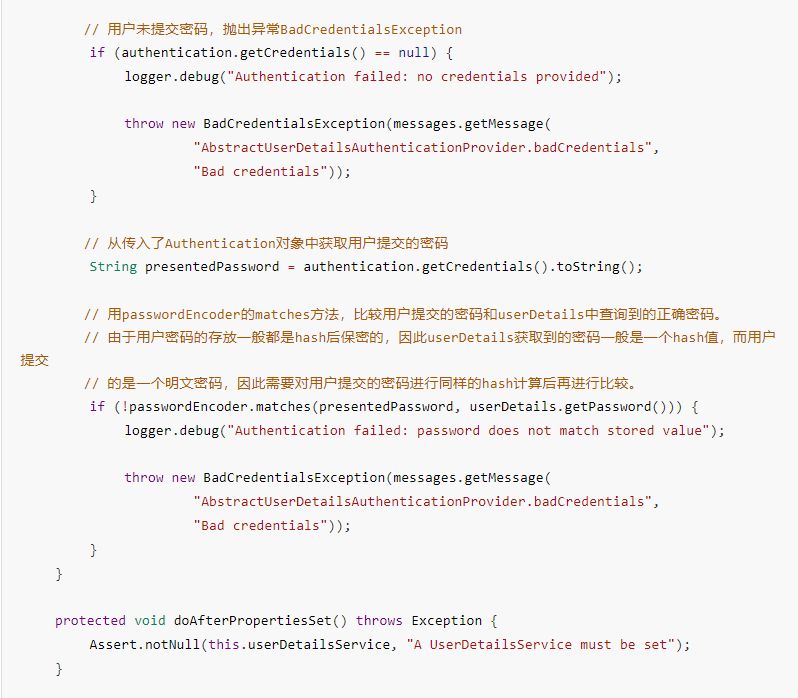 // 用户未提交密码，抛出异常BadCredentialsException
if (authentication.getCredentials() == null) {
logger.debug("Authentication failed: no credentials provided");
throw new BadCredentialsException(messages.getMessage(
"AbstractUserDetailsAuthenticationProvider.badCredentials",
"Bad credentials"));
}
// 从传入了Authentication对象中获取用户提交的密码
String presentedPassword = authentication.getCredentials().toString();
// 用passwordEncoder的matches方法，比较用户提交的密码和userDetails中查询到的正确密码。
// 由于用户密码的存放一般都是hash后保密的，因此userDetails获取到的密码一般是一个hash值，而用户
提交
// 的是一个明文密码，因此需要对用户提交的密码进行同样的hash计算后再进行比较。
if (!passwordEncoder.matches(presentedPassword, userDetails.getPassword())) {
logger.debug("Authentication failed: password does not match stored value");
throw new BadCredentialsException(messages.getMessage(
"AbstractUserDetailsAuthenticationProvider.badCredentials",
"Bad credentials"));
}
}
protected void doAfterPropertiesSet() throws Exception {
Assert.notNull(this.userDetailsService, "A UserDetailsService must be set");
}